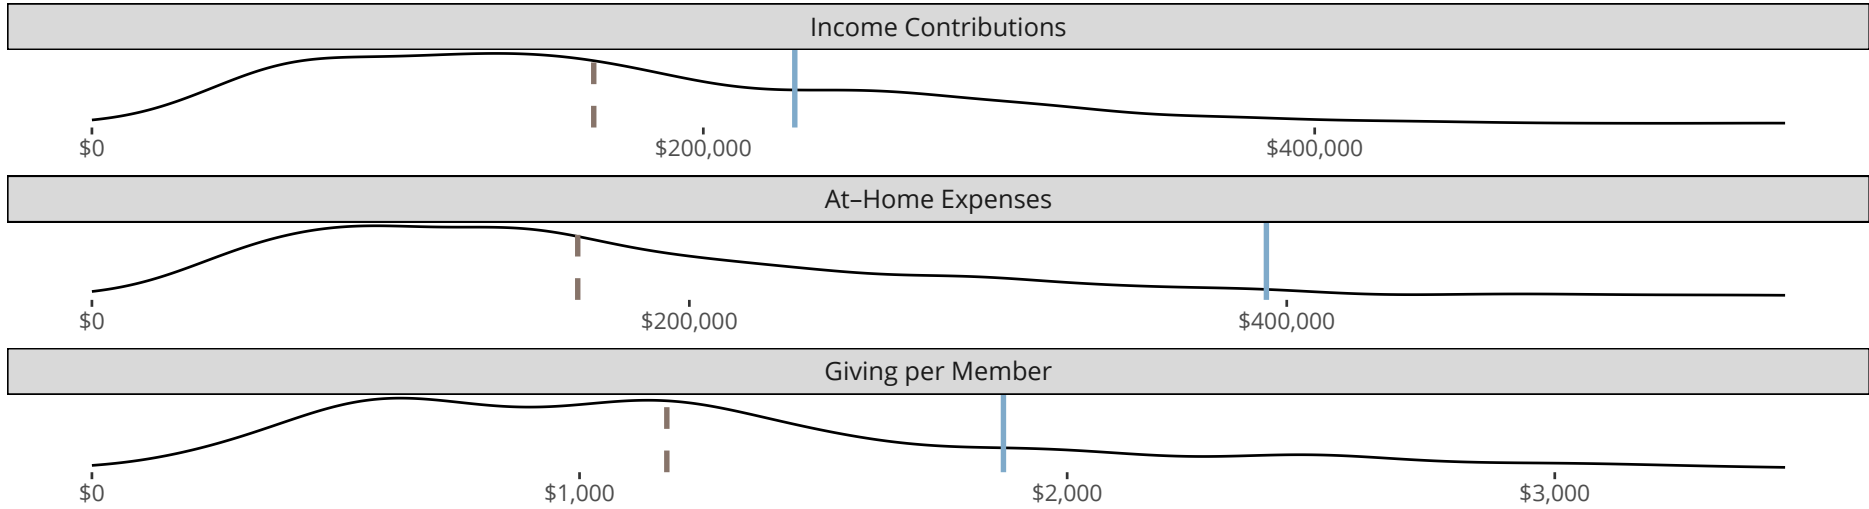 Income Contributions
$0 $200,000 $400,000
At–Home Expenses
$0 $200,000 $400,000
Giving per Member
$0 $1,000 $2,000 $3,000